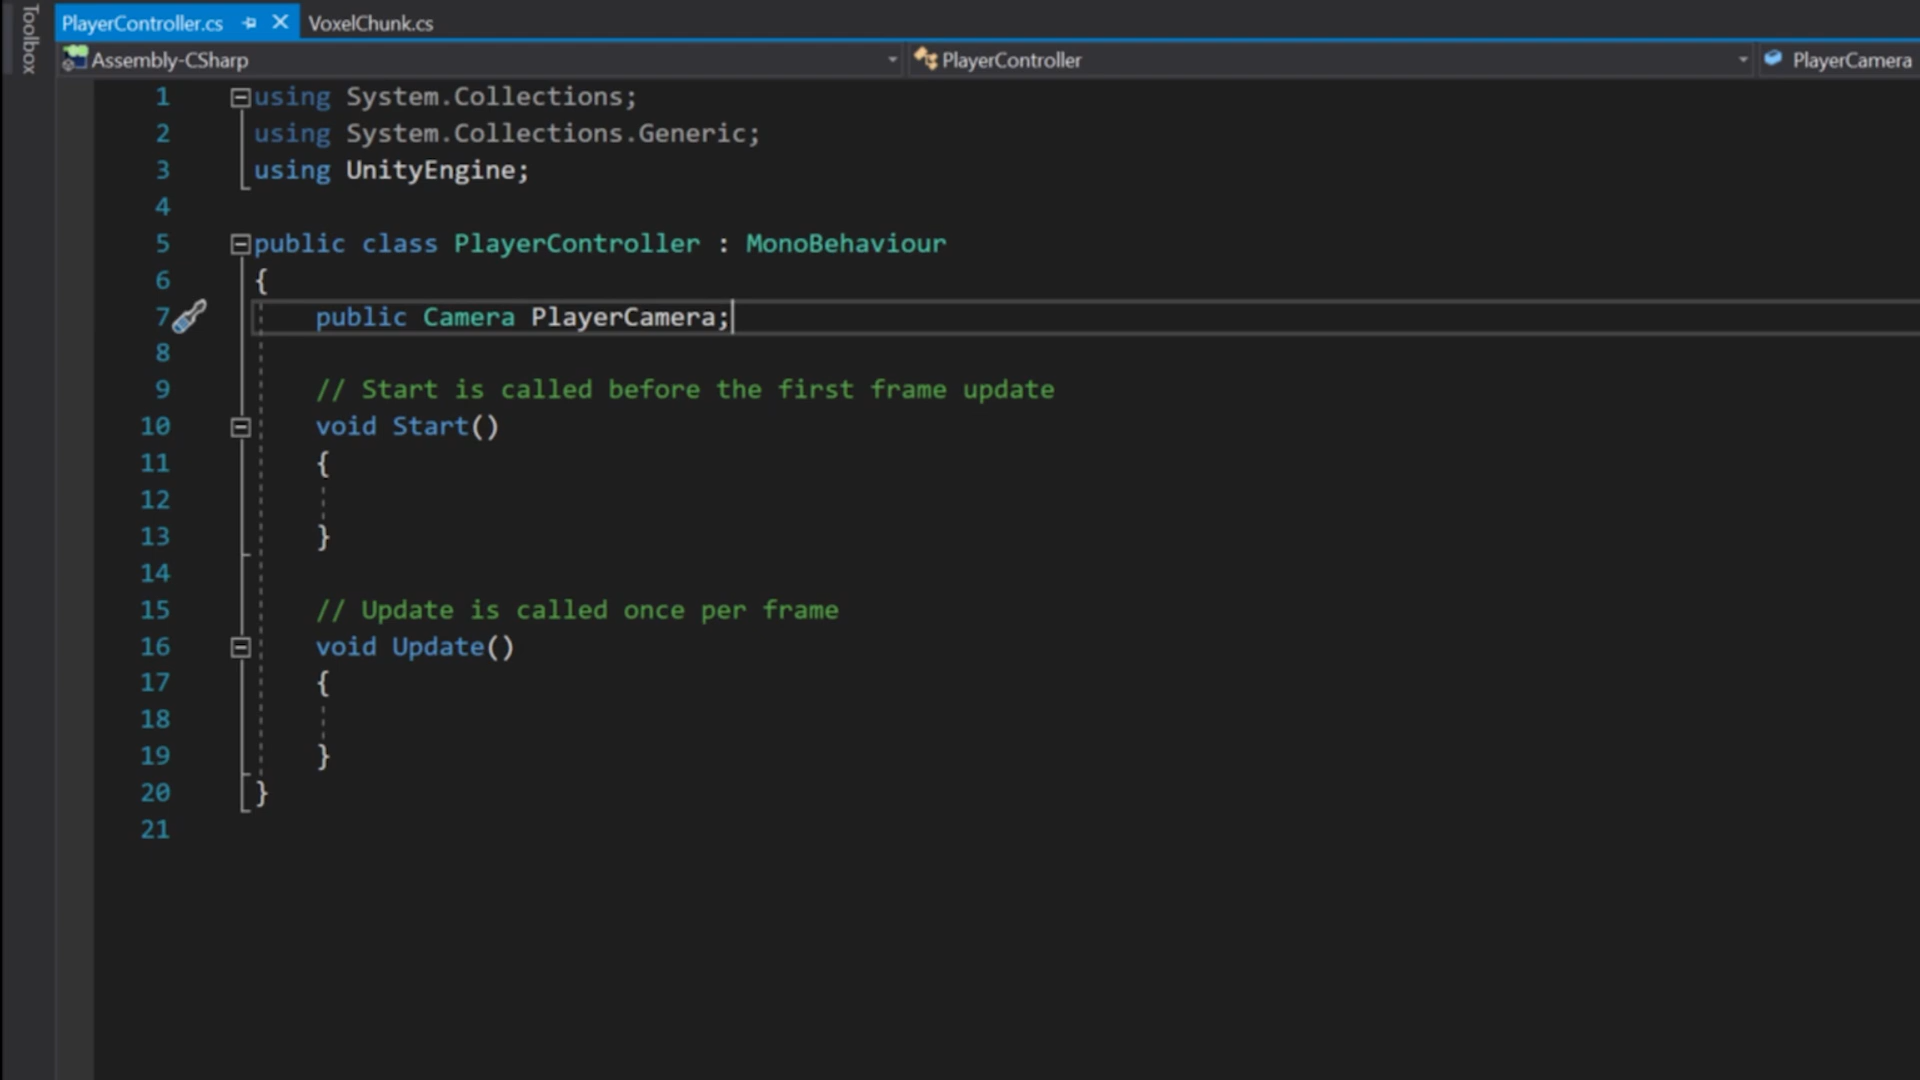 Toolbox
PlayerController.cs VoxelChunk.cs
Assembly-CSharp PlayerController PlayerCamera
1 using System.Collections;
2 using System.Collections.Generic;
3 using UnityEngine;
4
5 public class PlayerController : MonoBehaviour
6 {
7 public Camera PlayerCamera;
8
9 // Start is called before the first frame update
10 void Start()
11 {
12
13 }
14
15 // Update is called once per frame
16 void Update()
17 {
18
19 }
20 }
21